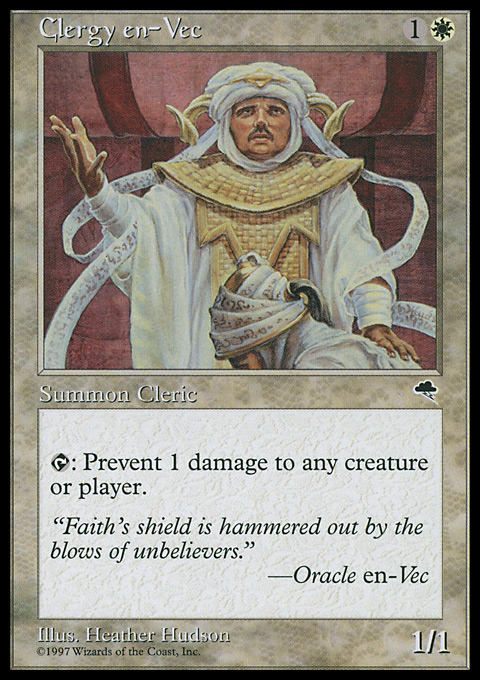 Clergy en-Vec 1
Summon Cleric
: Prevent 1 damage to any creature
or player.
“Faith's shield is hammered out by the
blows of unbelievers.”
—Oracle en-Vec
Illus. Heather Hudson
1/1
©1997 Wizards of the Coast, Inc.